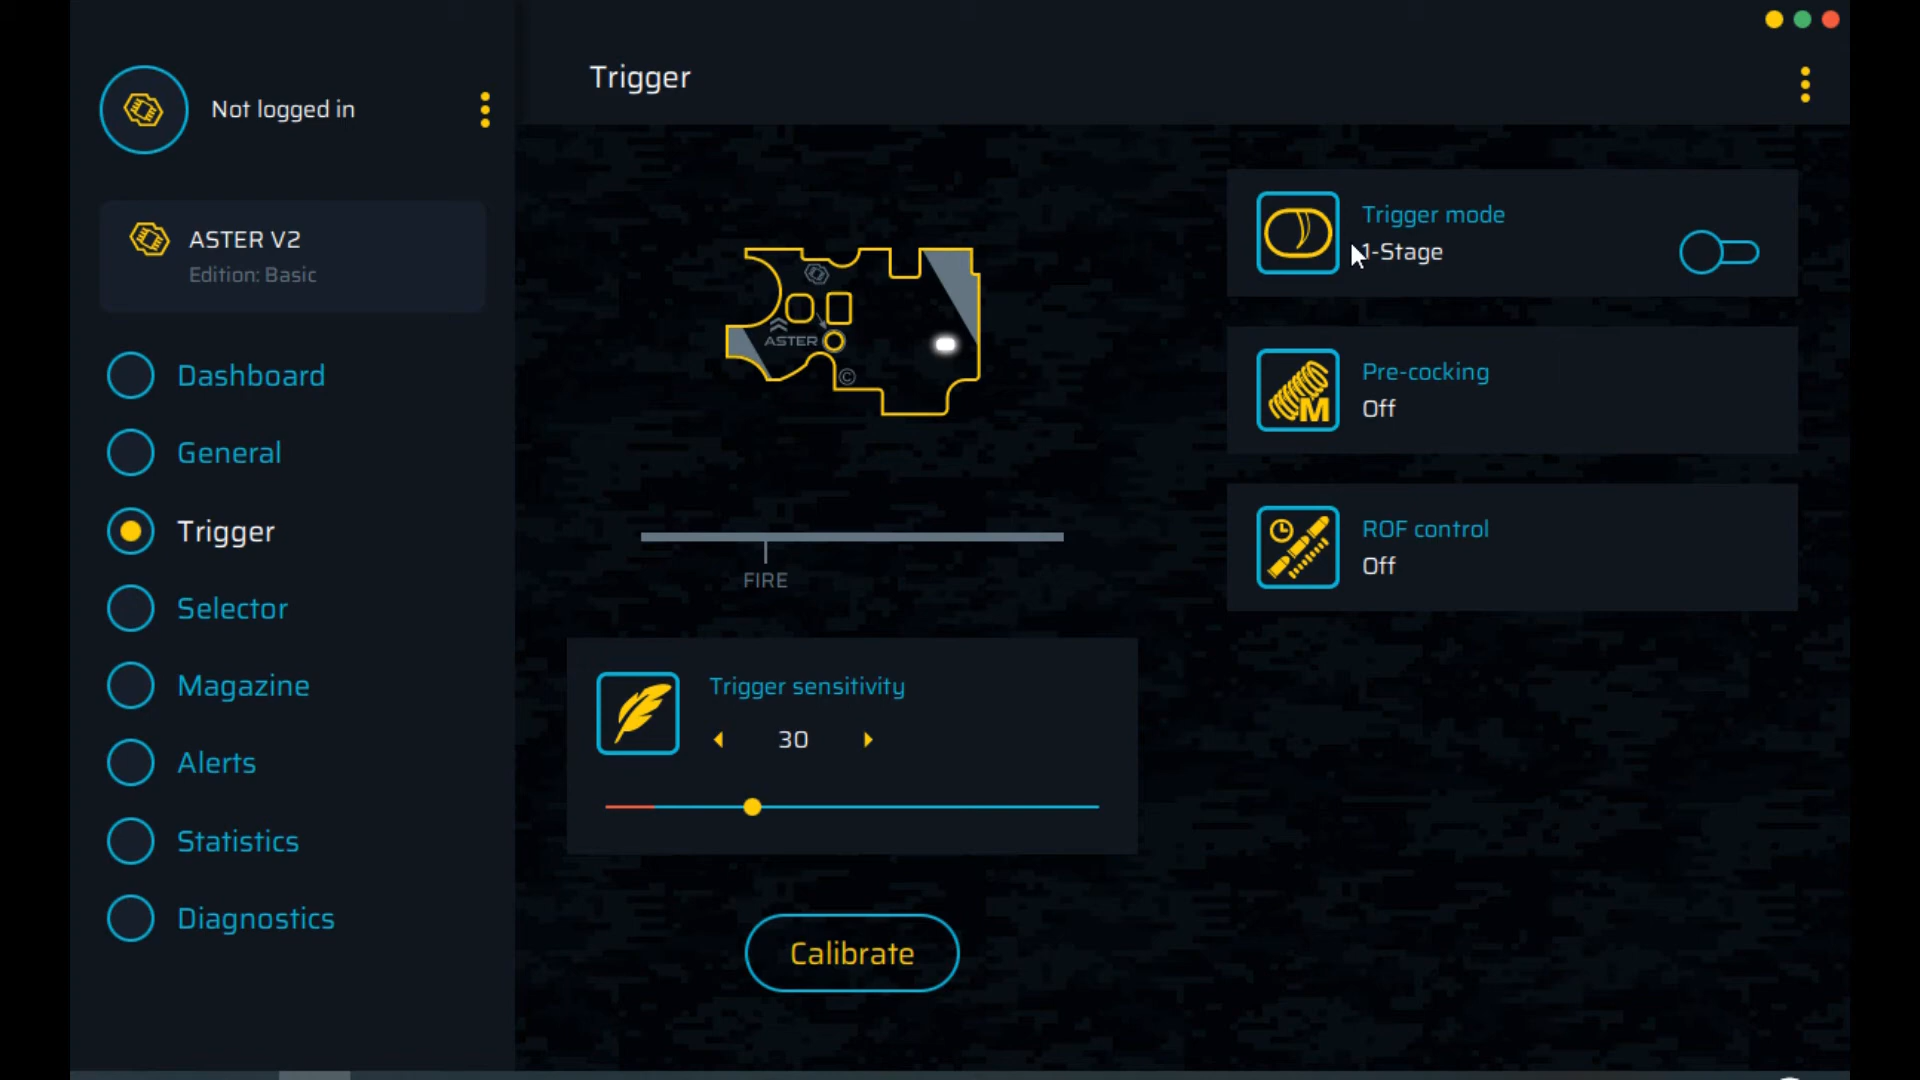 Not logged in
ASTER V2
Edition: Basic
Dashboard
General
Trigger
Selector
Magazine
Alerts
Statistics
Diagnostics
Trigger
ASTER
©
FIRE
Trigger sensitivity
30
Calibrate
Trigger mode
1-Stage
Pre-cocking
M
Off
ROF control
Off